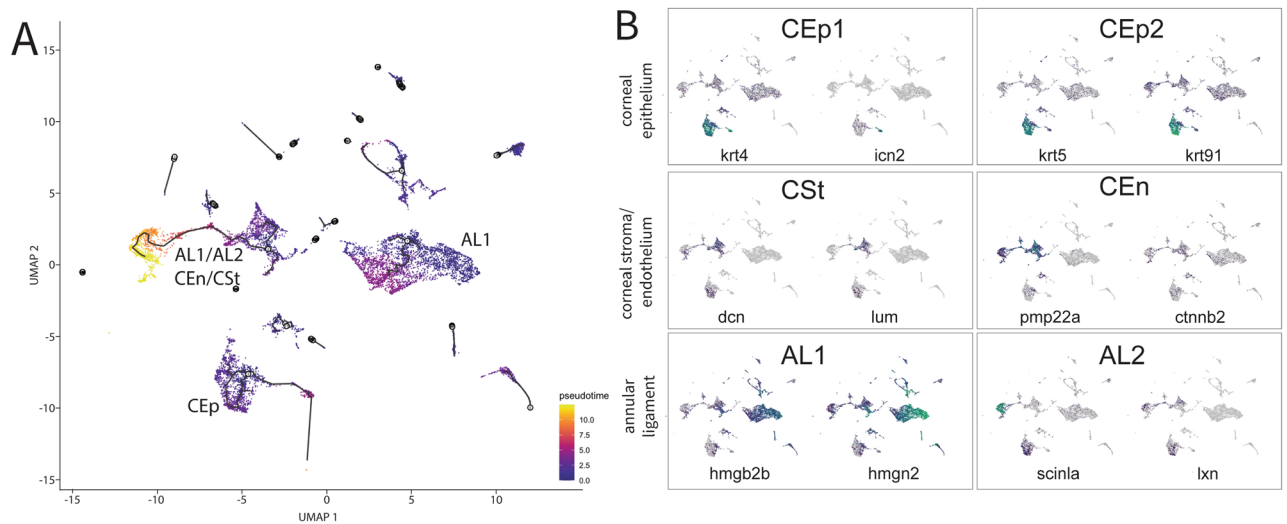 A
15
10
5
0
-5
-10
-15
UMAP 2
-15
-10
-5
0
5
10
UMAP 1
AL1/AL2
CEn/CSt
AL1
CEp
pseudotime
10.0
7.5
5.0
2.5
0.0
B
corneal
epithelium
CEp1
krt4
icn2
CEp2
krt5
krt91
corneal stroma/
endothelium
CSt
dcn
lum
CEn
pmp22a
ctnnb2
annular
ligament
AL1
hmgb2b
hmgn2
AL2
scinla
lxn